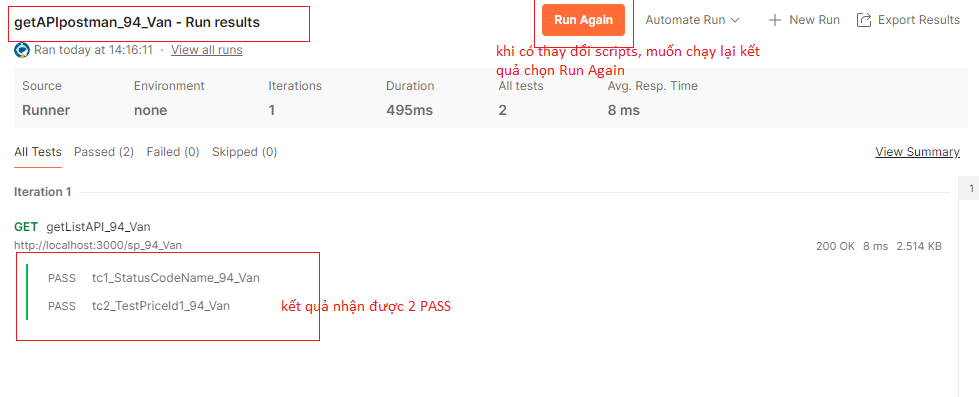 getAPIpostman_94_Van - Run results
Run Again
Automate Run
New Run
Export Results
Ran today at 14:16:11 · View all runs
khi có thay đổi scripts, muốn chạy lại kết
quả chọn Run Again
Source
Environment
Iterations
Duration
All tests
Avg. Resp. Time
Runner
none
1
495ms
2
8 ms
All Tests Passed (2) Failed (0) Skipped (0)
View Summary
Iteration 1
1
GET getListAPI_94_Van
http://localhost:3000/sp_94_Van
200 OK 8 ms 2.514 KB
PASS tc1_StatusCodeName_94_Van
PASS tc2_TestPriceId1_94_Van
kết quả nhận được 2 PASS